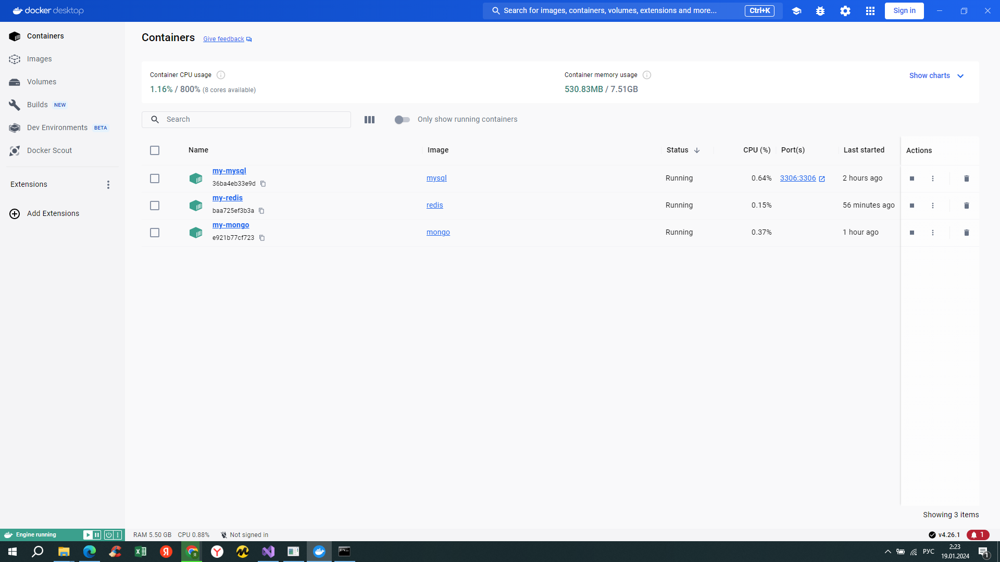 docker desktop
Search for images, containers, volumes, extensions and more...
Ctrl+K
Sign in
Containers
Images
Volumes
Builds NEW
Dev Environments BETA
Docker Scout
Extensions
Add Extensions
Containers Give feedback
Container CPU usage
1.16% / 800% (8 cores available)
Container memory usage
530.83MB / 7.51GB
Show charts
Search
Only show running containers
Name Image Status CPU (%) Port(s) Last started Actions
my-mysql
36ba4eb33e9d
mysql Running 0.64% 3306:3306 2 hours ago
my-redis
baa725ef3b3a
redis Running 0.15% 56 minutes ago
my-mongo
e921b77cf723
mongo Running 0.37% 1 hour ago
Showing 3 items
Engine running
RAM 5.50 GB CPU 0.88% Not signed in
v4.26.1
1
РУС
2:23
19.01.2024
1